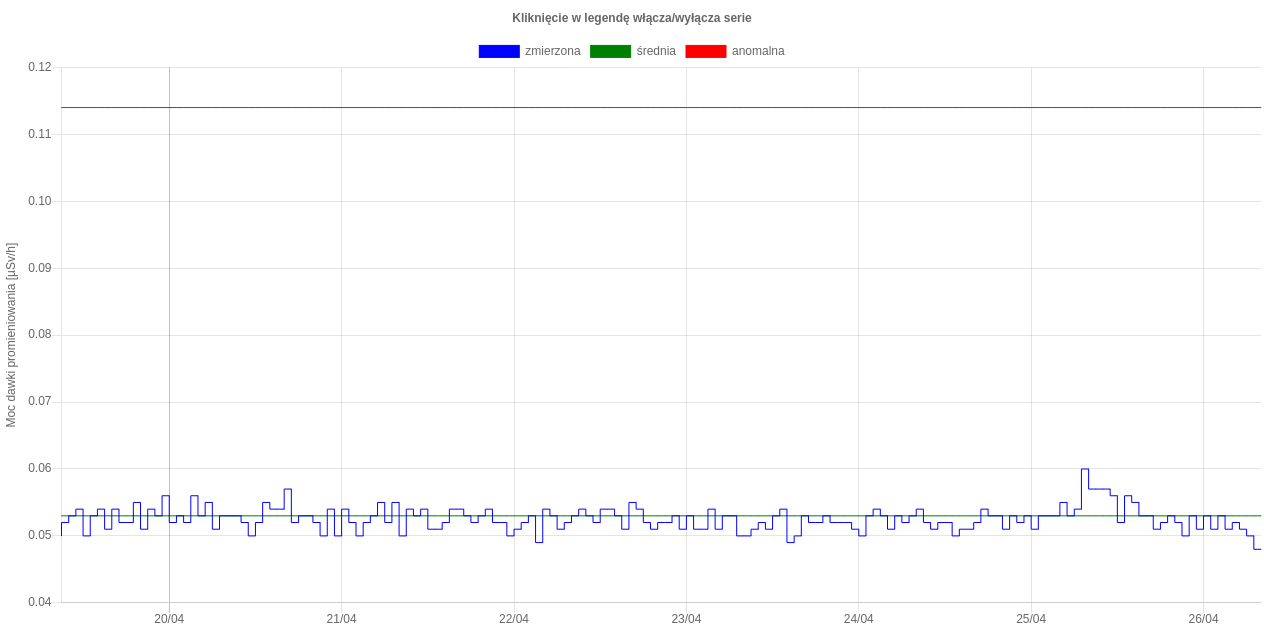 Kliknięcie w legendę włącza/wyłącza serie
zmierzona średnia anomalna
0.12
0.11
0.10
0.09
0.08
0.07
0.06
0.05
0.04
Moc dawki promieniowania [µSv/h]
20/04 21/04 22/04 23/04 24/04 25/04 26/04